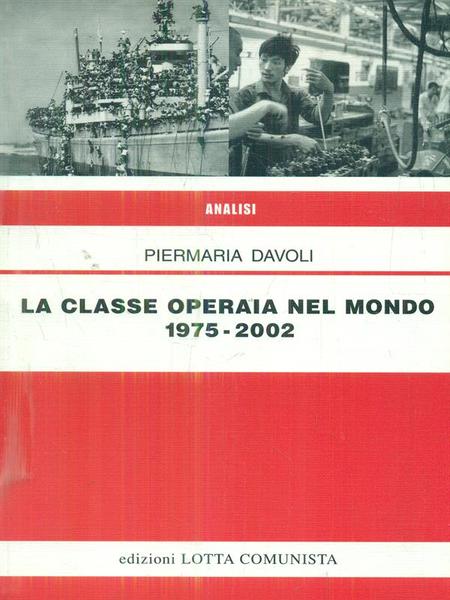 ANALISI
PIERMARIA DAVOLI
LA CLASSE OPERAIA NEL MONDO
1975-2002
edizioni LOTTA COMUNISTA